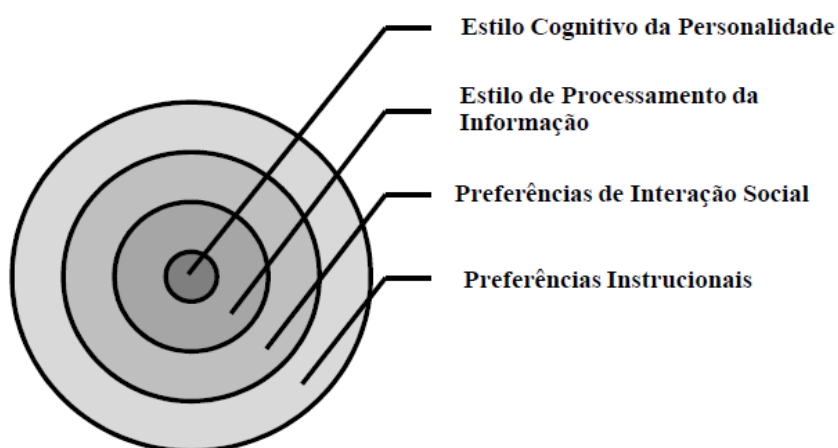 Estilo Cognitivo da Personalidade
Estilo de Processamento da
Informação
Preferências de Interação Social
Preferências Instrucionais